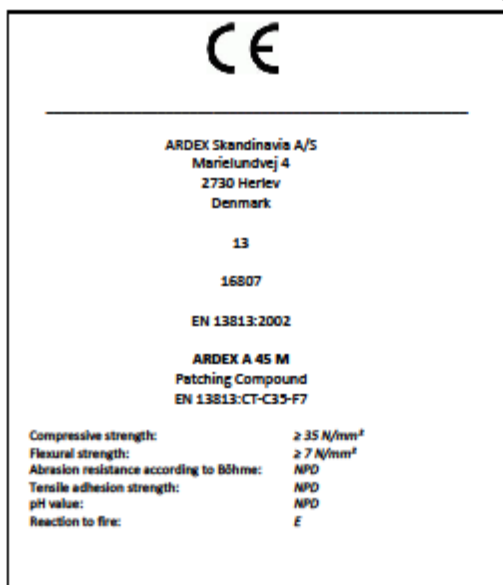 CE
ARDEX Skandinavia A/S
Marielundvej 4
2730 Herlev
Denmark
13
16807
EN 13813:2002
ARDEX A 45 M
Patching Compound
EN 13813:CT-C35-F7
Compressive strength: ≥ 35 N/mm²
Flexural strength: ≥ 7 N/mm²
Abrasion resistance according to Böhme: NPD
Tensile adhesion strength: NPD
pH value: NPD
Reaction to fire: E